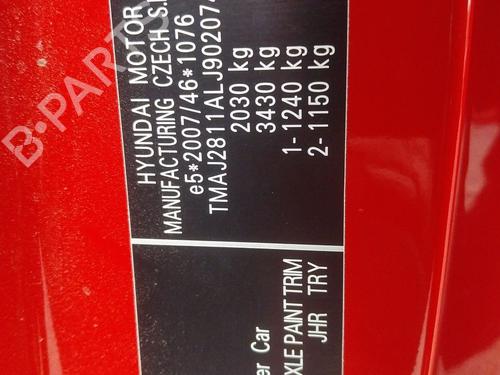 HYUNDAI MOTOR
MANUFACTURING CZECH S.
e5*2007/46*1076
TMAJ2811ALJ902074
2030 kg
3430 kg
1-1240 kg
2-1150 kg
er Car
XLE PAINT TRIM
JHR TRY
B-PARTS